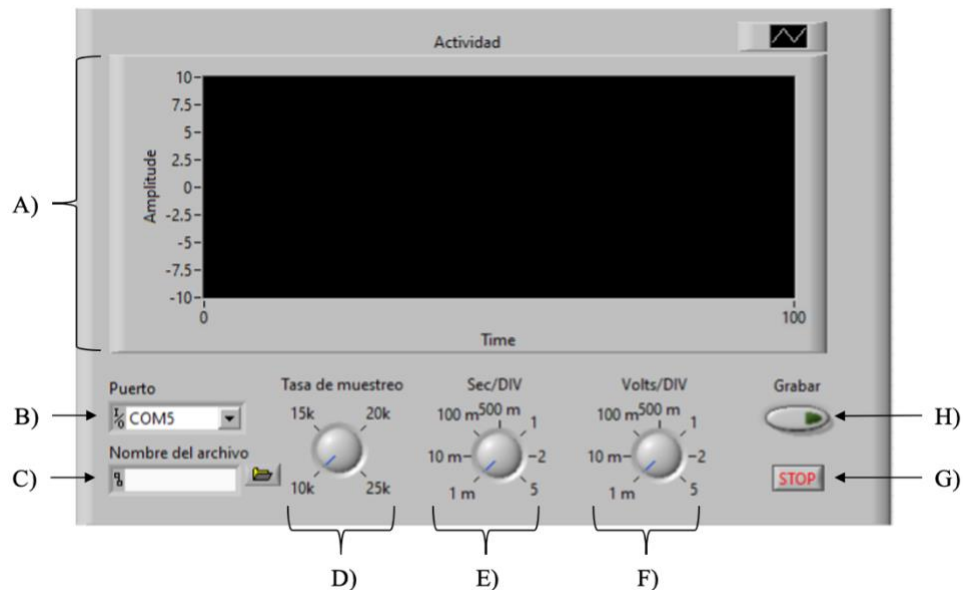 Actividad
A)
Amplitude
10
7.5
5
2.5
0
-2.5
-5
-7.5
-10
0
100
Time
Puerto
Tasa de muestreo
Sec/DIV
Volts/DIV
Grabar
B)
I/O COM5
15k 20k
10k 25k
100 m 500 m 1
10 m 2
1 m 5
100 m 500 m 1
10 m 2
1 m 5
H)
Nombre del archivo
C)
STOP
G)
D)
E)
F)